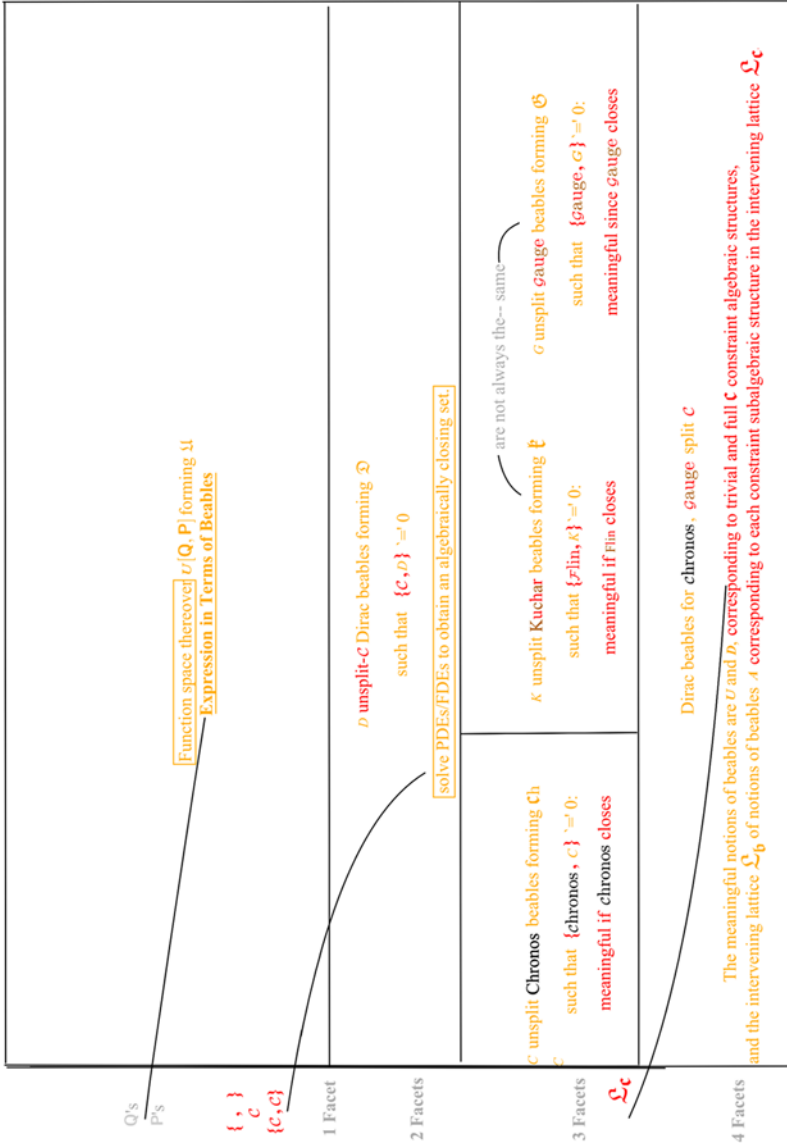 Q's
P's
Function space thereover U[Q, P] forming 𝔘
Expression in Terms of Beables
{ , }
C
{C,C}
1 Facet
D unsplit-C Dirac beables forming 𝔇
such that {C,D} '=' 0
2 Facets
solve PDEs/FDEs to obtain an algebraically closing set.
are not always the-- same
C unsplit Chronos beables forming ℭh
C such that {chronos, C} '=' 0:
meaningful if chronos closes
K unsplit Kuchar beables forming 𝔎
such that {Flin,K} '=' 0:
meaningful if Flin closes
G unsplit Gauge beables forming 𝔊
such that {Gauge, G} '=' 0:
meaningful since Gauge closes
3 Facets
𝔏𝖈
Dirac beables for chronos, Gauge split C
The meaningful notions of beables are U and D, corresponding to trivial and full 𝕮 constraint algebraic structures,
and the intervening lattice 𝔏𝖇 of notions of beables A corresponding to each constraint subalgebraic structure in the intervening lattice 𝔏𝖈
4 Facets